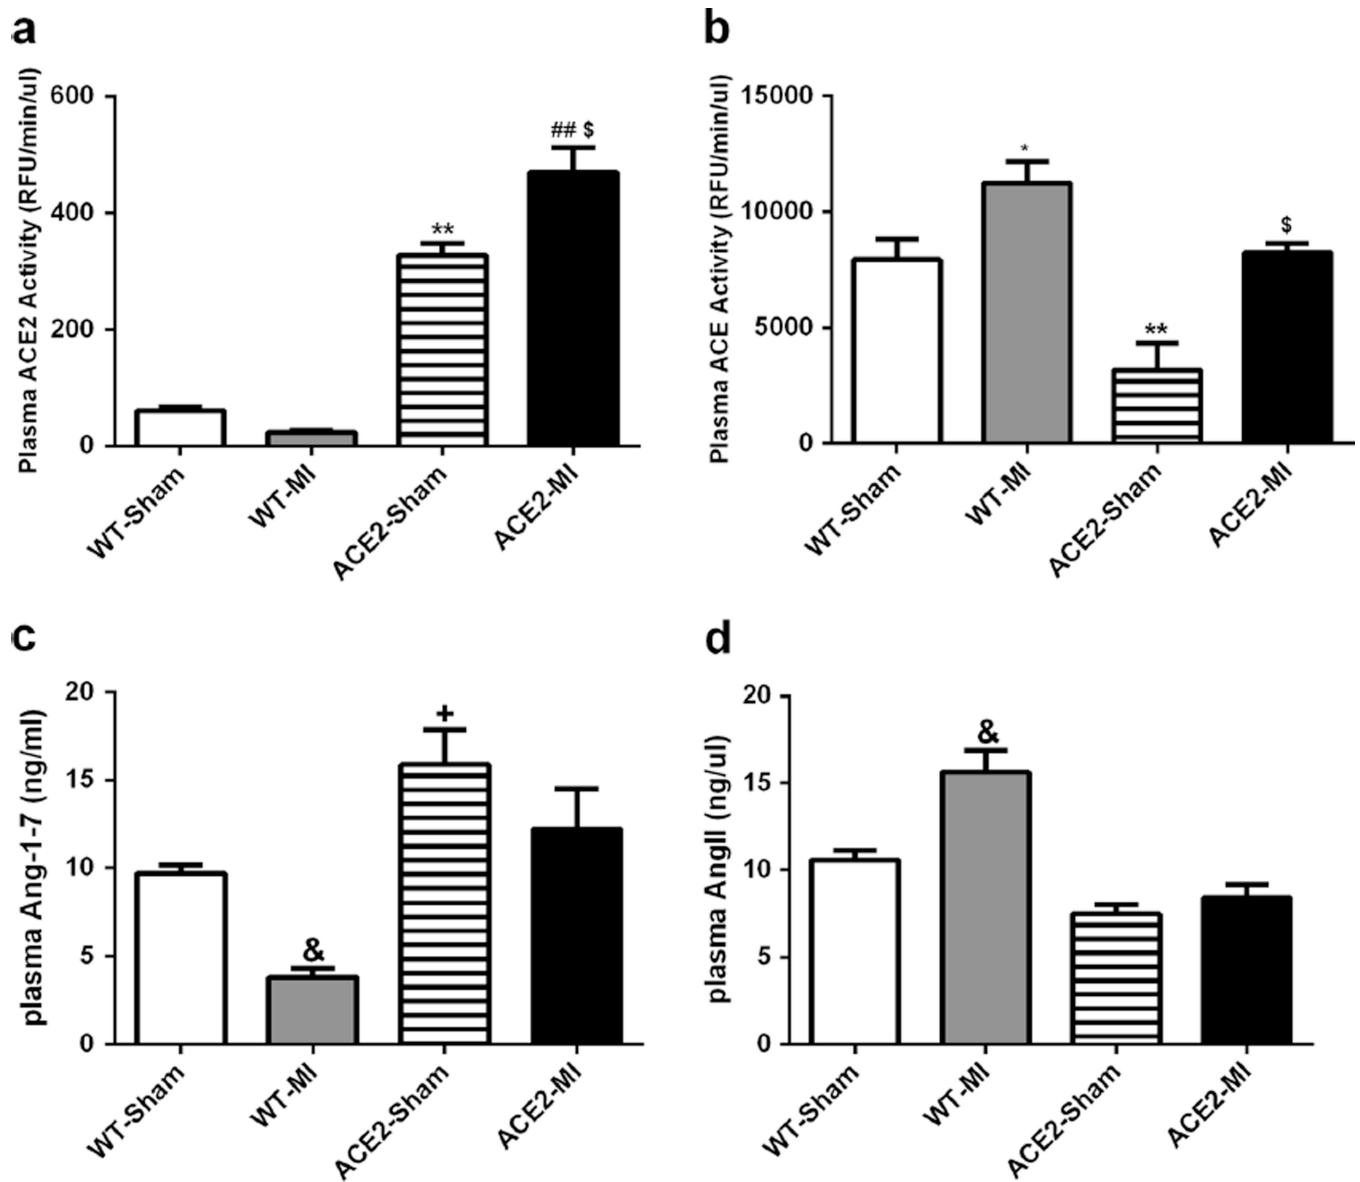 a
Plasma ACE2 Activity (RFU/min/ul)
600
400
200
0
**
## $
WT-Sham
WT-MI
ACE2-Sham
ACE2-MI
b
Plasma ACE Activity (RFU/min/ul)
15000
10000
5000
0
*
**
$
WT-Sham
WT-MI
ACE2-Sham
ACE2-MI
c
plasma Ang-1-7 (ng/ml)
20
15
10
5
0
&
+
WT-Sham
WT-MI
ACE2-Sham
ACE2-MI
d
plasma AngII (ng/ul)
20
15
10
5
0
&
WT-Sham
WT-MI
ACE2-Sham
ACE2-MI